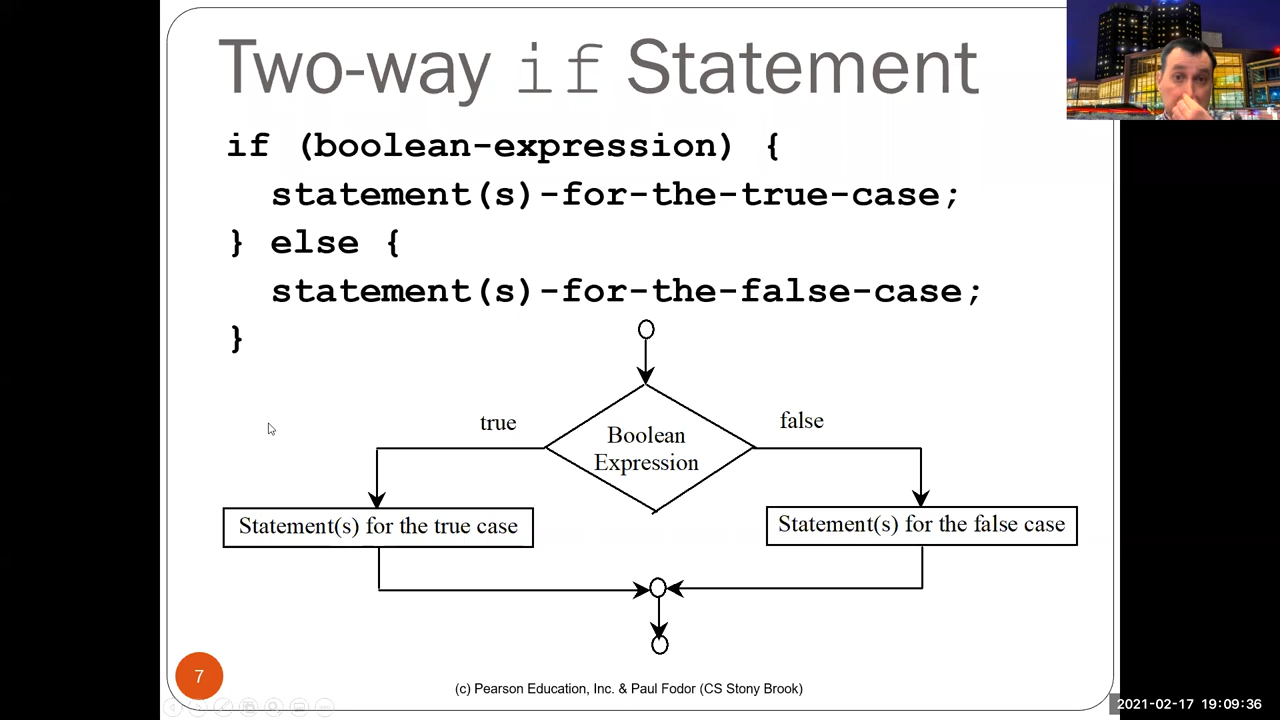 Two-way if Statement
if (boolean-expression) {
statement(s)-for-the-true-case;
} else {
statement(s)-for-the-false-case;
}
true
false
Boolean
Expression
Statement(s) for the true case
Statement(s) for the false case
7
(c) Pearson Education, Inc. & Paul Fodor (CS Stony Brook)
2021-02-17 19:09:36